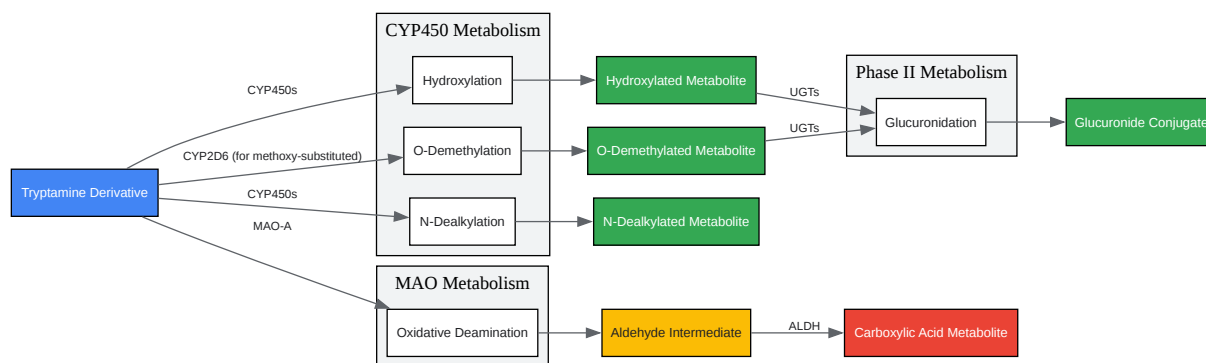 CYP450 Metabolism
Hydroxylation
Hydroxylated Metabolite
Phase II Metabolism
CYP450s
UGTs
Glucuronidation
Glucuronide Conjugate
CYP2D6 (for methoxy-substituted)
O-Demethylation
O-Demethylated Metabolite
UGTs
Tryptamine Derivative
CYP450s
N-Dealkylation
N-Dealkylated Metabolite
MAO-A
MAO Metabolism
Oxidative Deamination
Aldehyde Intermediate
ALDH
Carboxylic Acid Metabolite